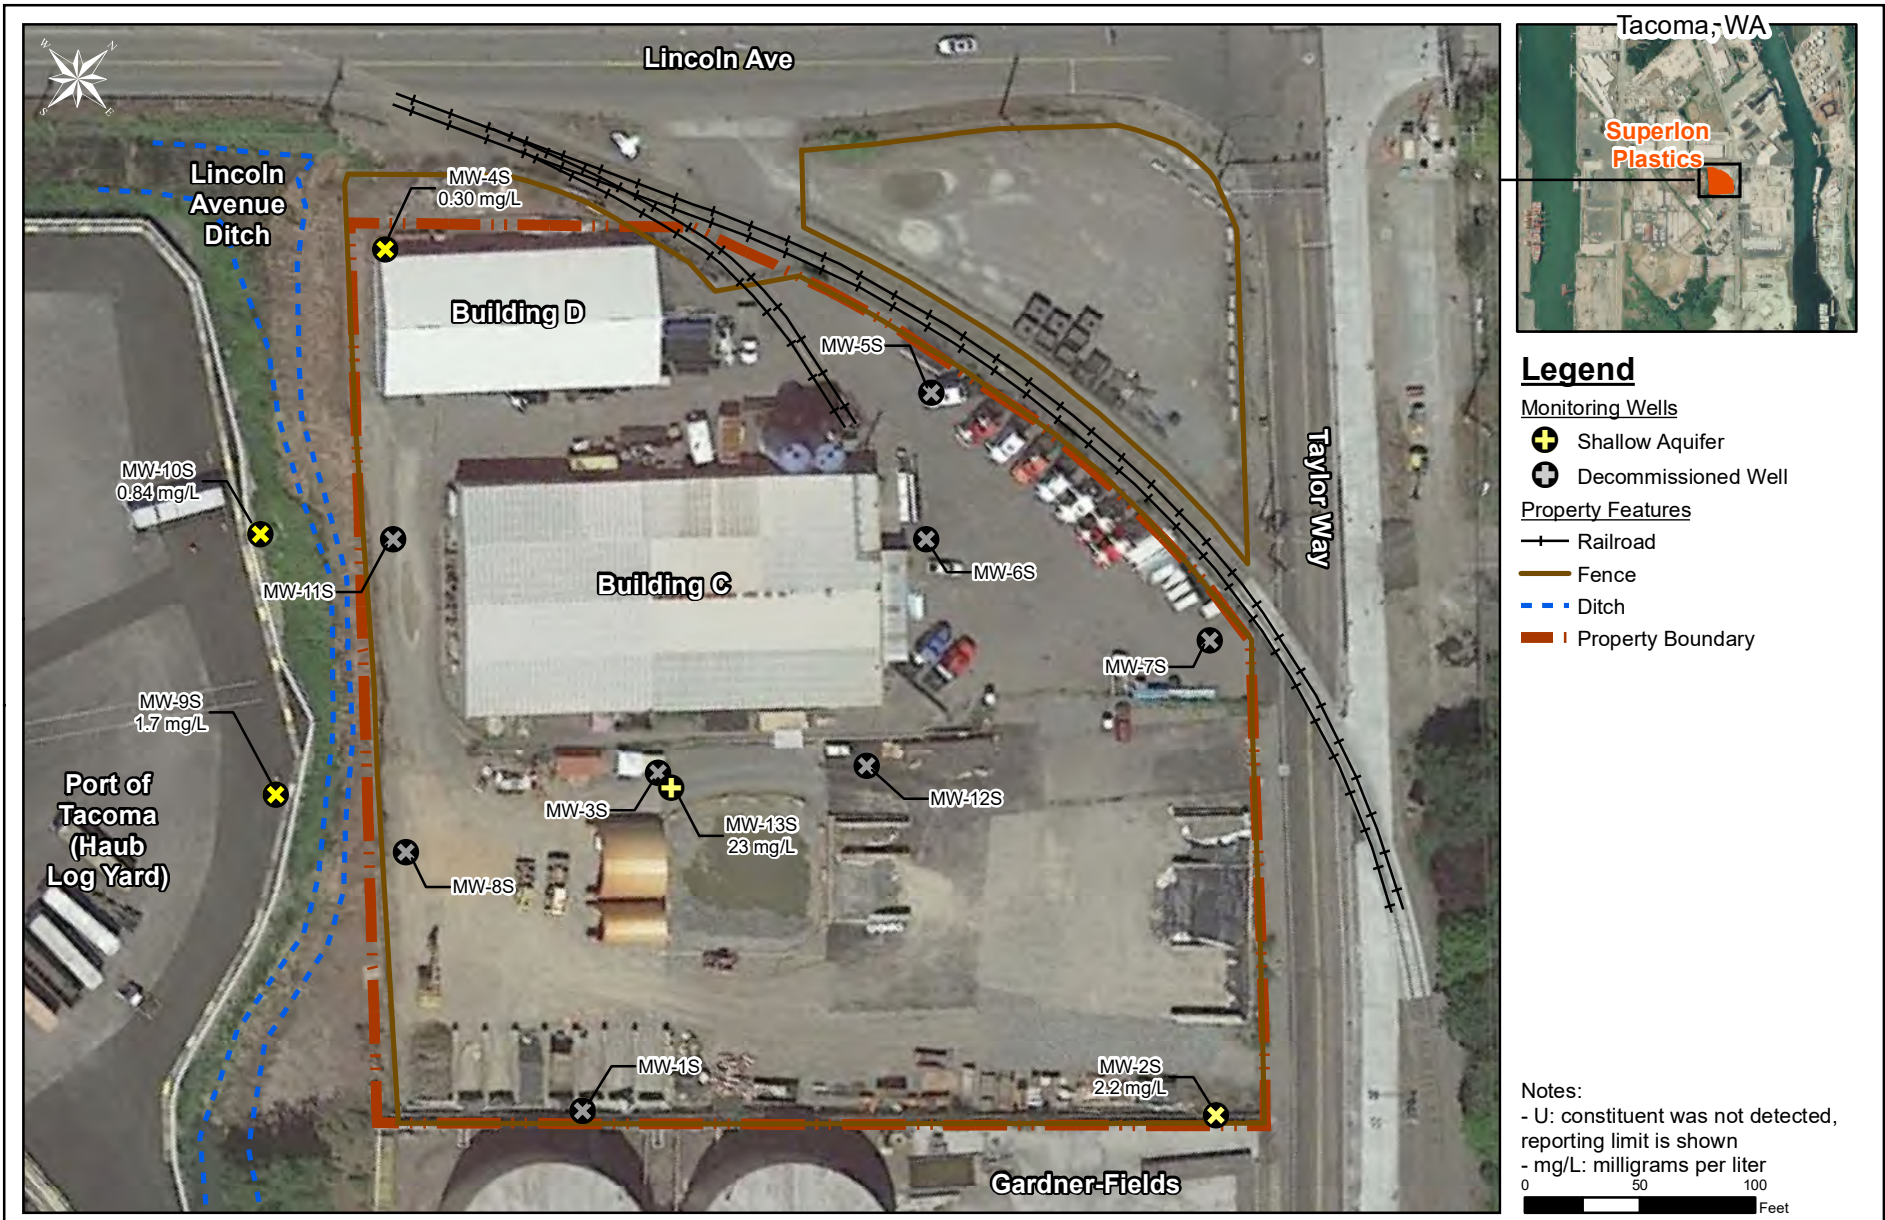 Lincoln Ave
Tacoma, WA
W
N
S
E
Superlon
Plastics
Lincoln
Avenue
Ditch
MW-4S
0.30 mg/L
Building D
MW-5S
MW-10S
0.84 mg/L
MW-11S
Building C
MW-6S
Taylor Way
MW-7S
MW-9S
1.7 mg/L
Port of
Tacoma
(Haub
Log Yard)
MW-3S
MW-12S
MW-13S
23 mg/L
MW-8S
MW-1S
MW-2S
2.2 mg/L
Gardner-Fields
Legend
Monitoring Wells
Shallow Aquifer
Decommissioned Well
Property Features
Railroad
Fence
Ditch
Property Boundary
Notes:
- U: constituent was not detected,
reporting limit is shown
- mg/L: milligrams per liter
0 50 100
Feet